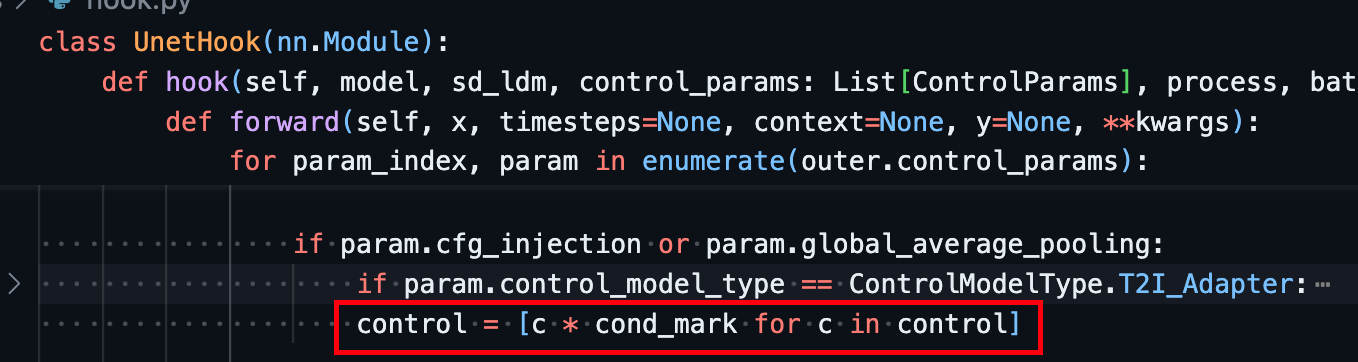 hook.py
class UnetHook(nn.Module):
def hook(self, model, sd_ldm, control_params: List[ControlParams], process, bat
def forward(self, x, timesteps=None, context=None, y=None, **kwargs):
for param_index, param in enumerate(outer.control_params):
if param.cfg_injection or param.global_average_pooling:
if param.control_model_type == ControlModelType.T2I_Adapter:⋯
control = [c * cond_mark for c in control]